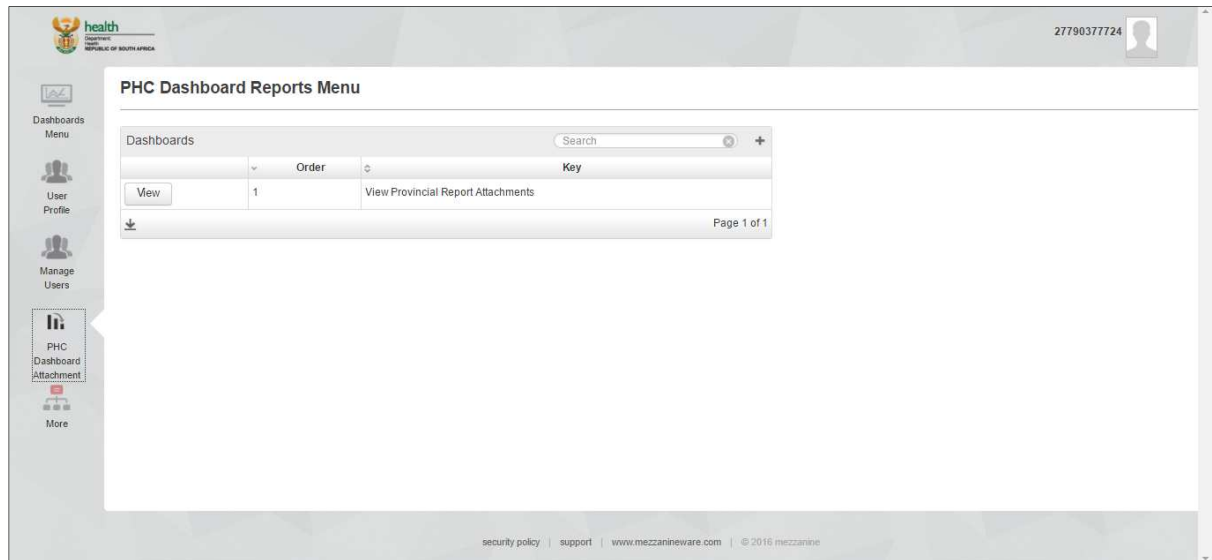 health
Department:
Health
REPUBLIC OF SOUTH AFRICA
27790377724
Dashboards
Menu
User
Profile
Manage
Users
PHC
Dashboard
Attachment
More
PHC Dashboard Reports Menu
Dashboards Search +
Order Key
View 1 View Provincial Report Attachments
Page 1 of 1
security policy | support | www.mezzanineware.com | © 2016 mezzanine